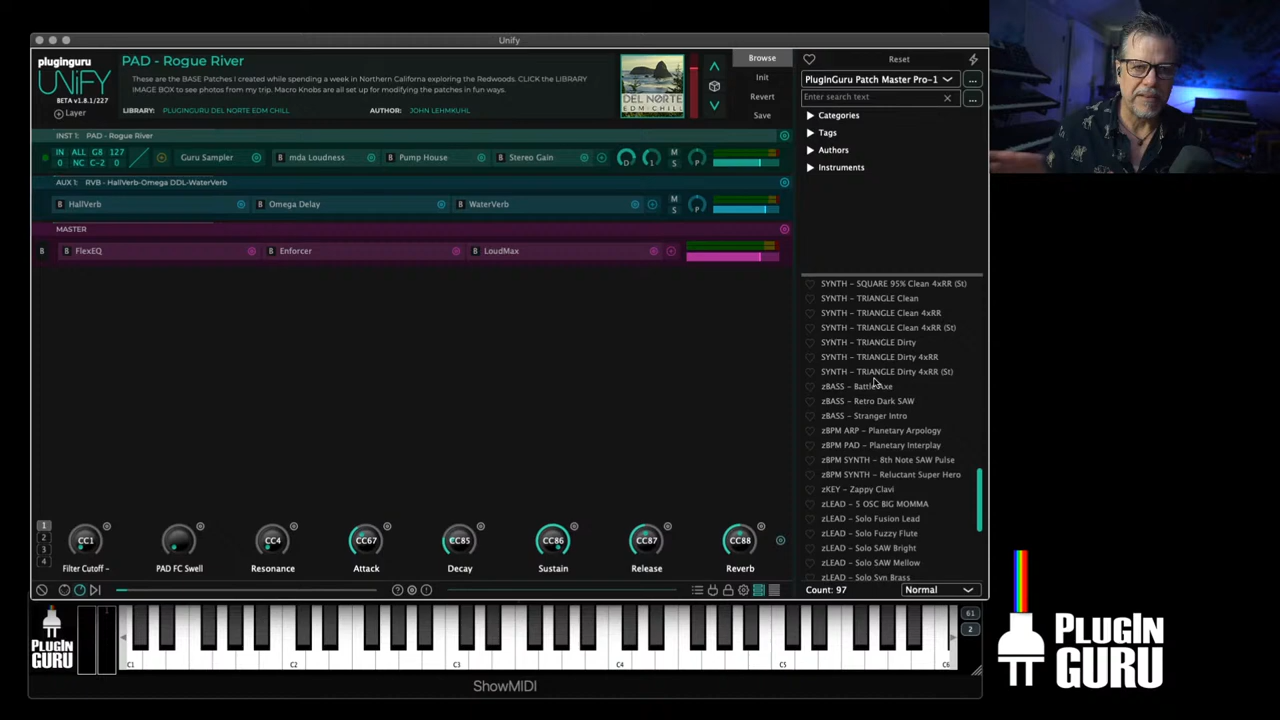 Unify
pluginguru
UNIFY
BETA v1.8.1/227
Layer
PAD - Rogue River
These are the BASE Patches I created while spending a week in Northern Californa exploring the Redwoods. CLICK the LIBRARY
IMAGE BOX to see photos from my trip. Macro Knobs are all set up for modifying the patches in fun ways.
LIBRARY: PLUGINGURU DEL NORTE EDM CHILL AUTHOR: JOHN LEHMKUHL
DEL NORTE
EDM-CHILL
Browse
Init
Revert
Save
Reset
PlugInGuru Patch Master Pro-1
...
Enter search text
...
Categories
Tags
Authors
Instruments
INST 1: PAD - Rogue River
IN ALL G8 127
0 NC C-2 0
Guru Sampler
B mda Loudness
B Pump House
B Stereo Gain
D
1
M
S
P
AUX 1: RVB - HallVerb-Omega DDL-WaterVerb
B HallVerb
B Omega Delay
B WaterVerb
M
S
P
MASTER
B
B FlexEQ
B Enforcer
B LoudMax
SYNTH – SQUARE 95% Clean 4xRR (St)
SYNTH – TRIANGLE Clean
SYNTH – TRIANGLE Clean 4xRR
SYNTH – TRIANGLE Clean 4xRR (St)
SYNTH – TRIANGLE Dirty
SYNTH – TRIANGLE Dirty 4xRR
SYNTH – TRIANGLE Dirty 4xRR (St)
zBASS – Battle Axe
zBASS – Retro Dark SAW
zBASS – Stranger Intro
zBPM ARP – Planetary Arpology
zBPM PAD – Planetary Interplay
zBPM SYNTH – 8th Note SAW Pulse
zBPM SYNTH – Reluctant Super Hero
zKEY – Zappy Clavi
zLEAD – 5 OSC BIG MOMMA
zLEAD – Solo Fusion Lead
zLEAD – Solo Fuzzy Flute
zLEAD – Solo SAW Bright
zLEAD – Solo SAW Mellow
zLEAD – Solo Syn Brass
Count: 97
Normal
1
2
3
4
CC1
CC4
CC67
CC85
CC86
CC87
CC88
Filter Cutoff –
PAD FC Swell
Resonance
Attack
Decay
Sustain
Release
Reverb
PLUGIN
GURU
C1
C2
C3
C4
C5
C6
61
2
ShowMIDI
PLUGIN
GURU